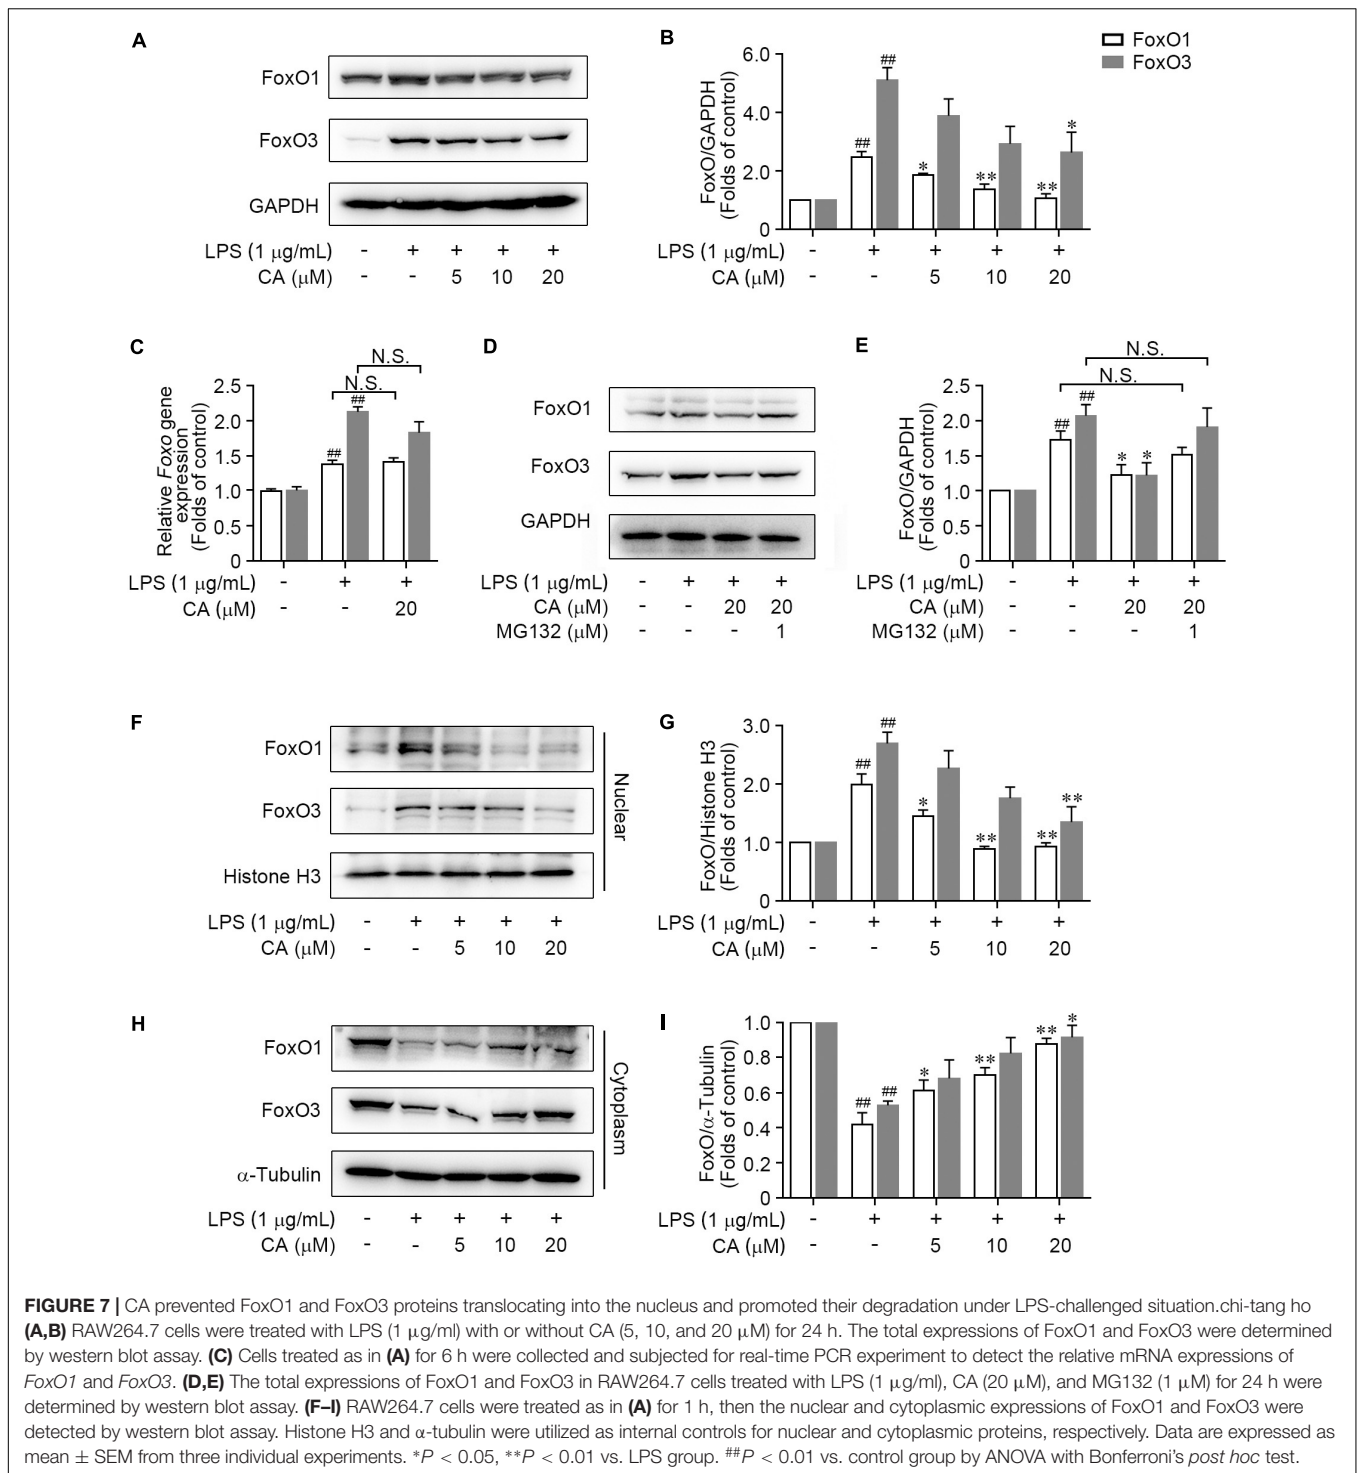 A
FoxO1
FoxO3
GAPDH
LPS (1 μg/mL) - + + + +
CA (μM) - - 5 10 20
B
FoxO1
FoxO3
FoxO/GAPDH
(Folds of control)
6.0
4.0
2.0
0
## ## * ** ** *
LPS (1 μg/mL) - + + + +
CA (μM) - - 5 10 20
C
Relative Foxo gene
expression
(Folds of control)
2.5
2.0
1.5
1.0
0.5
0
N.S.
N.S.
## ##
LPS (1 μg/mL) - + +
CA (μM) - - 20
D
FoxO1
FoxO3
GAPDH
LPS (1 μg/mL) - + + +
CA (μM) - - 20 20
MG132 (μM) - - - 1
E
FoxO/GAPDH
(Folds of control)
2.5
2.0
1.5
1.0
0.5
0
N.S.
N.S.
## ## * *
LPS (1 μg/mL) - + + +
CA (μM) - - 20 20
MG132 (μM) - - - 1
F
FoxO1
FoxO3
Histone H3
Nuclear
LPS (1 μg/mL) - + + + +
CA (μM) - - 5 10 20
G
FoxO/Histone H3
(Folds of control)
3.0
2.0
1.0
0
## ## * ** ** **
LPS (1 μg/mL) - + + + +
CA (μM) - - 5 10 20
H
FoxO1
FoxO3
α-Tubulin
Cytoplasm
LPS (1 μg/mL) - + + + +
CA (μM) - - 5 10 20
I
FoxO/α-Tubulin
(Folds of control)
1.0
0.8
0.6
0.4
0.2
0
## ## * ** ** *
LPS (1 μg/mL) - + + + +
CA (μM) - - 5 10 20
FIGURE 7 | CA prevented FoxO1 and FoxO3 proteins translocating into the nucleus and promoted their degradation under LPS-challenged situation.chi-tang ho
(A,B) RAW264.7 cells were treated with LPS (1 μg/ml) with or without CA (5, 10, and 20 μM) for 24 h. The total expressions of FoxO1 and FoxO3 were determined
by western blot assay. (C) Cells treated as in (A) for 6 h were collected and subjected for real-time PCR experiment to detect the relative mRNA expressions of
FoxO1 and FoxO3. (D,E) The total expressions of FoxO1 and FoxO3 in RAW264.7 cells treated with LPS (1 μg/ml), CA (20 μM), and MG132 (1 μM) for 24 h were
determined by western blot assay. (F–I) RAW264.7 cells were treated as in (A) for 1 h, then the nuclear and cytoplasmic expressions of FoxO1 and FoxO3 were
detected by western blot assay. Histone H3 and α-tubulin were utilized as internal controls for nuclear and cytoplasmic proteins, respectively. Data are expressed as
mean ± SEM from three individual experiments. *P < 0.05, **P < 0.01 vs. LPS group. ##P < 0.01 vs. control group by ANOVA with Bonferroni's post hoc test.